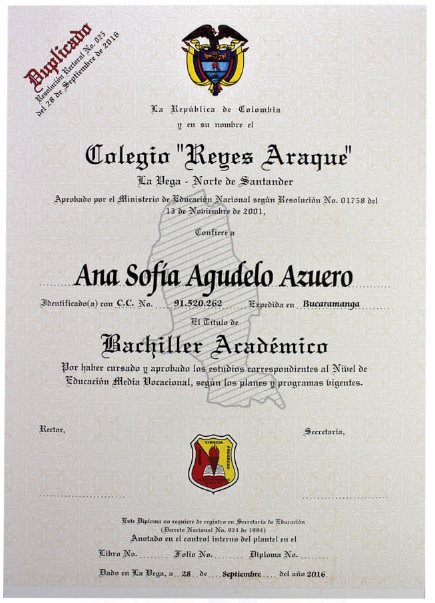 Duplicado
Resolución Rectoral No. 025
del 28 de Septiembre de 2016
La República de Colombia
y en su nombre el
Colegio "Reyes Araque"
La Vega - Norte de Santander
Aprobado por el Ministerio de Educación Nacional según Resolución No. 01758 del
13 de Noviembre de 2001,
Confiere a
Ana Sofía Agudelo Azuero
Identificado(a) con C.C. No. 91.520.262 Expedida en Bucaramanga
El Título de
Bachiller Académico
Por haber cursado y aprobado los estudios correspondientes al Nivel de
Educación Media Vocacional, según los planes y programas vigentes.
Rector,
Secretaria,
CIENCIA
Este Diploma no requiere de registro en Secretaría de Educación
(Decreto Nacional No. 921 de 1994)
Anotado en el control interno del plantel en el
Libro No. Folio No. Diploma No.
Dado en La Vega, a 28 de Septiembre del año 2016